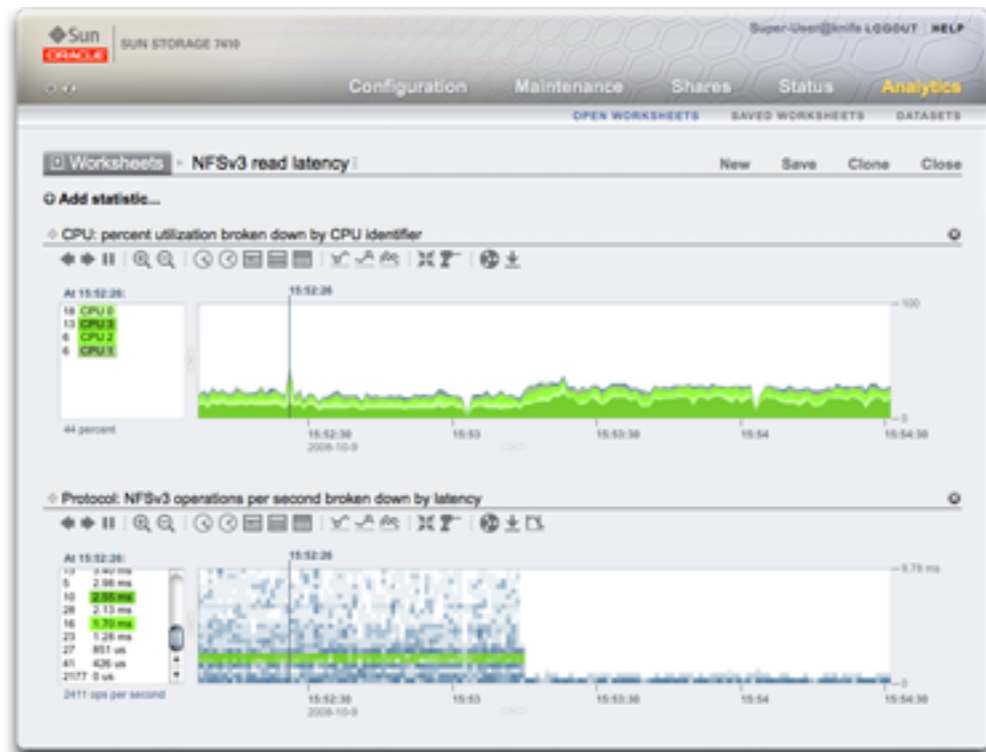 Sun
ORACLE
SUN STORAGE 7410
Super-User@knife LOGOUT HELP
Configuration Maintenance Shares Status Analytics
OPEN WORKSHEETS SAVED WORKSHEETS DATASETS
Worksheets NFSv3 read latency New Save Clone Close
Add statistic...
CPU: percent utilization broken down by CPU identifier
At 15:52:26: 15:52:26
18 CPU 0 100
13 CPU 3
6 CPU 2
6 CPU 1
0
44 percent
15:52:30 15:53 15:53:30 15:54 15:54:30
2008-10-9
Protocol: NFSv3 operations per second broken down by latency
At 15:52:26: 15:52:26
13 3.40 ms 9.79 ms
5 2.98 ms
10 2.55 ms
28 2.13 ms
16 1.70 ms
23 1.28 ms
27 851 us
41 426 us
2177 0 us 0
2411 ops per second
15:52:30 15:53 15:53:30 15:54 15:54:30
2008-10-9